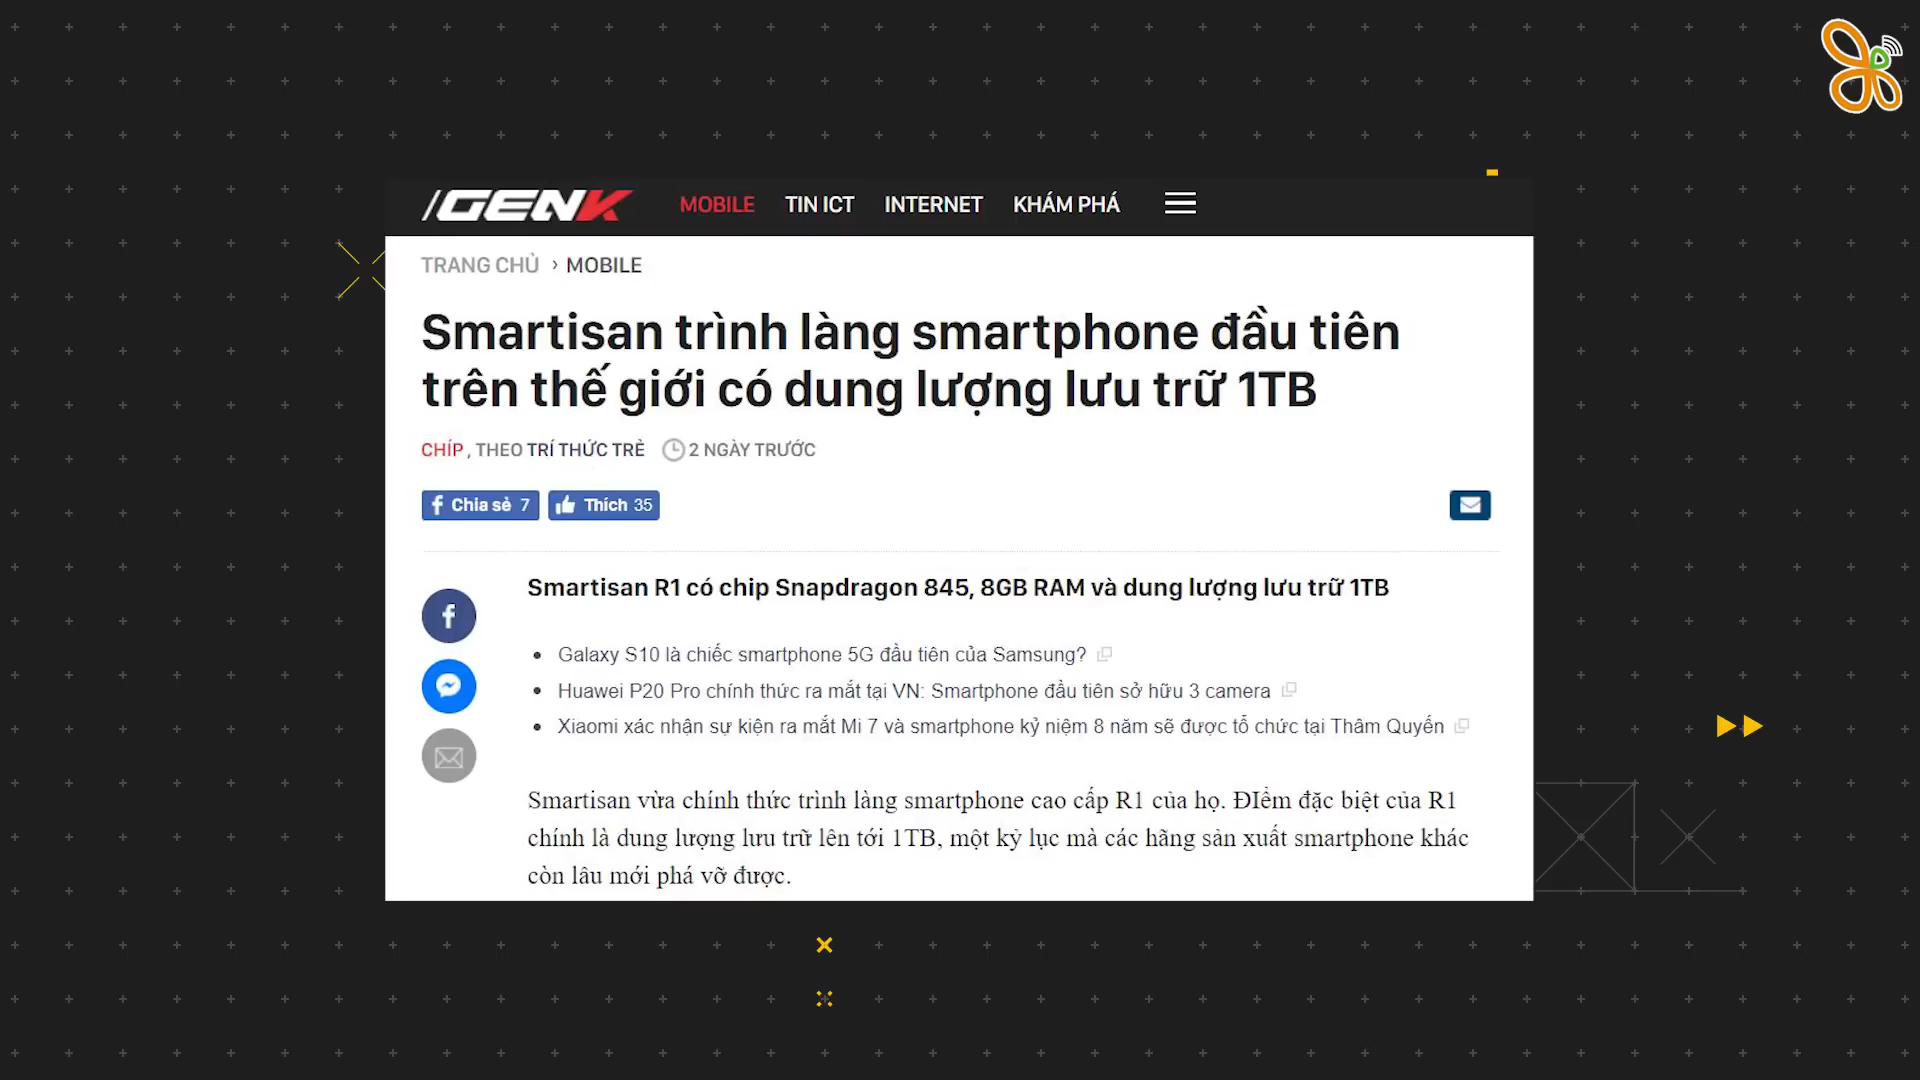 GENK MOBILE TIN ICT INTERNET KHÁM PHÁ
TRANG CHỦ › MOBILE
Smartisan trình làng smartphone đầu tiên
trên thế giới có dung lượng lưu trữ 1TB
CHÍP , THEO TRÍ THỨC TRẺ 2 NGÀY TRƯỚC
Chia sẻ 7 Thích 35
Smartisan R1 có chip Snapdragon 845, 8GB RAM và dung lượng lưu trữ 1TB
• Galaxy S10 là chiếc smartphone 5G đầu tiên của Samsung?
• Huawei P20 Pro chính thức ra mắt tại VN: Smartphone đầu tiên sở hữu 3 camera
• Xiaomi xác nhận sự kiện ra mắt Mi 7 và smartphone kỷ niệm 8 năm sẽ được tổ chức tại Thâm Quyến
Smartisan vừa chính thức trình làng smartphone cao cấp R1 của họ. ĐIểm đặc biệt của R1
chính là dung lượng lưu trữ lên tới 1TB, một kỷ lục mà các hãng sản xuất smartphone khác
còn lâu mới phá vỡ được.